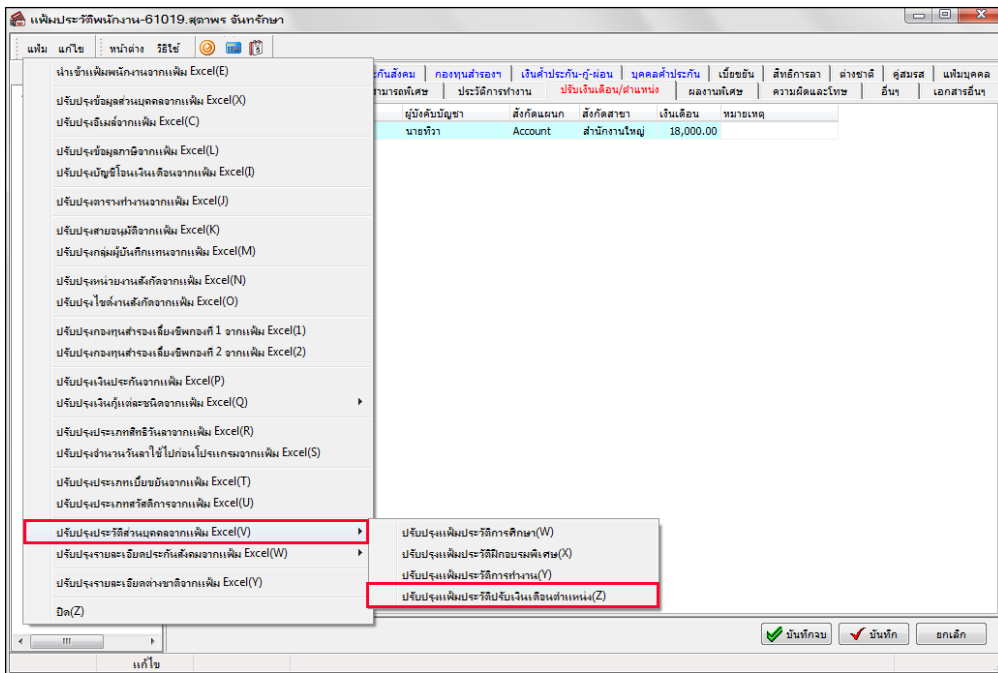 แฟ้มประวัติพนักงาน-61019.สุดาพร จันทรักษา
แฟ้ม แก้ไข หน้าต่าง วิธีใช้
นำเข้าแฟ้มพนักงานจากแฟ้ม Excel(E)
ปรับปรุงข้อมูลส่วนบุคคลจากแฟ้ม Excel(X)
ปรับปรุงอีเมล์จากแฟ้ม Excel(C)
ปรับปรุงข้อมูลภาษีจากแฟ้ม Excel(L)
ปรับปรุงบัญชีโอนเงินเดือนจากแฟ้ม Excel(I)
ปรับปรุงตารางทำงานจากแฟ้ม Excel(J)
ปรับปรุงสายอนุมัติจากแฟ้ม Excel(K)
ปรับปรุงกลุ่มผู้บันทึกแทนจากแฟ้ม Excel(M)
ปรับปรุงหน่วยงานสังกัดจากแฟ้ม Excel(N)
ปรับปรุงไซต์งานสังกัดจากแฟ้ม Excel(O)
ปรับปรุงกองทุนสำรองเลี้ยงชีพกองที่ 1 จากแฟ้ม Excel(1)
ปรับปรุงกองทุนสำรองเลี้ยงชีพกองที่ 2 จากแฟ้ม Excel(2)
ปรับปรุงเงินประกันจากแฟ้ม Excel(P)
ปรับปรุงเงินกู้แต่ละชนิดจากแฟ้ม Excel(Q)
ปรับปรุงประเภทสิทธิวันลาจากแฟ้ม Excel(R)
ปรับปรุงจำนวนวันลาใช้ไปก่อนโปรแกรมจากแฟ้ม Excel(S)
ปรับปรุงประเภทเบี้ยขยันจากแฟ้ม Excel(T)
ปรับปรุงประเภทสวัสดิการจากแฟ้ม Excel(U)
ปรับปรุงประวัติส่วนบุคคลจากแฟ้ม Excel(V)
ปรับปรุงรายละเอียดประกันสังคมจากแฟ้ม Excel(W)
ปรับปรุงรายละเอียดต่างชาติจากแฟ้ม Excel(Y)
ปิด(Z)
ะกันสังคม กองทุนสำรองฯ เงินค้ำประกัน-กู้-ผ่อน บุคคลค้ำประกัน เบี้ยขยัน สิทธิการลา ต่างชาติ คู่สมรส แฟ้มบุคคล
ามารถพิเศษ ประวัติการทำงาน ปรับเงินเดือน/ตำแหน่ง ผลงานพิเศษ ความผิดและโทษ อื่นๆ เอกสารอื่นๆ
ผู้บังคับบัญชา สังกัดแผนก สังกัดสาขา เงินเดือน หมายเหตุ
นายทิวา Account สำนักงานใหญ่ 18,000.00
ปรับปรุงแฟ้มประวัติการศึกษา(W)
ปรับปรุงแฟ้มประวัติฝึกอบรมพิเศษ(X)
ปรับปรุงแฟ้มประวัติการทำงาน(Y)
ปรับปรุงแฟ้มประวัติปรับเงินเดือนตำแหน่ง(Z)
บันทึกจบ บันทึก ยกเลิก
แก้ไข